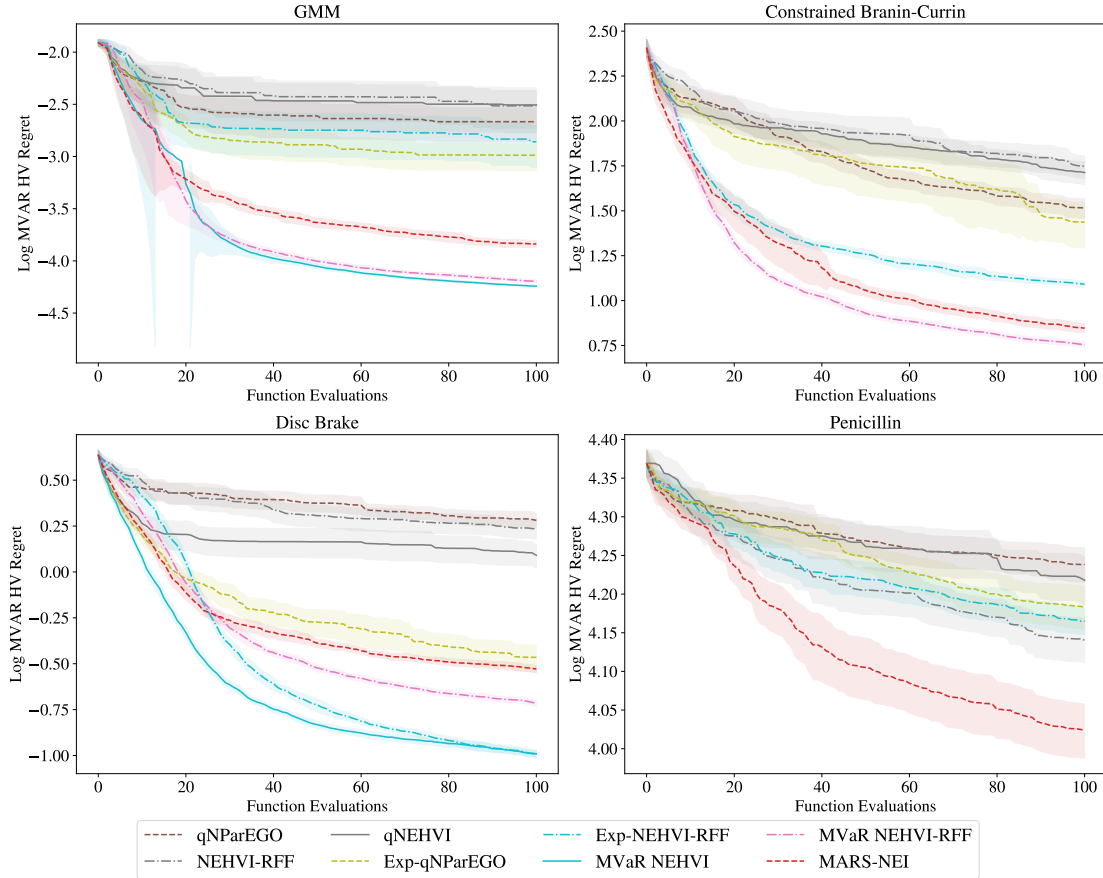 GMM
Constrained Branin-Currin
Log MVAR HV Regret
−2.0
−2.5
−3.0
−3.5
−4.0
−4.5
0 20 40 60 80 100
Function Evaluations
Log MVAR HV Regret
2.50
2.25
2.00
1.75
1.50
1.25
1.00
0.75
0 20 40 60 80 100
Function Evaluations
Disc Brake
Penicillin
Log MVAR HV Regret
0.50
0.25
0.00
−0.25
−0.50
−0.75
−1.00
0 20 40 60 80 100
Function Evaluations
Log MVAR HV Regret
4.40
4.35
4.30
4.25
4.20
4.15
4.10
4.05
4.00
0 20 40 60 80 100
Function Evaluations
qNParEGO qNEHVI Exp-NEHVI-RFF MVaR NEHVI-RFF
NEHVI-RFF Exp-qNParEGO MVaR NEHVI MARS-NEI